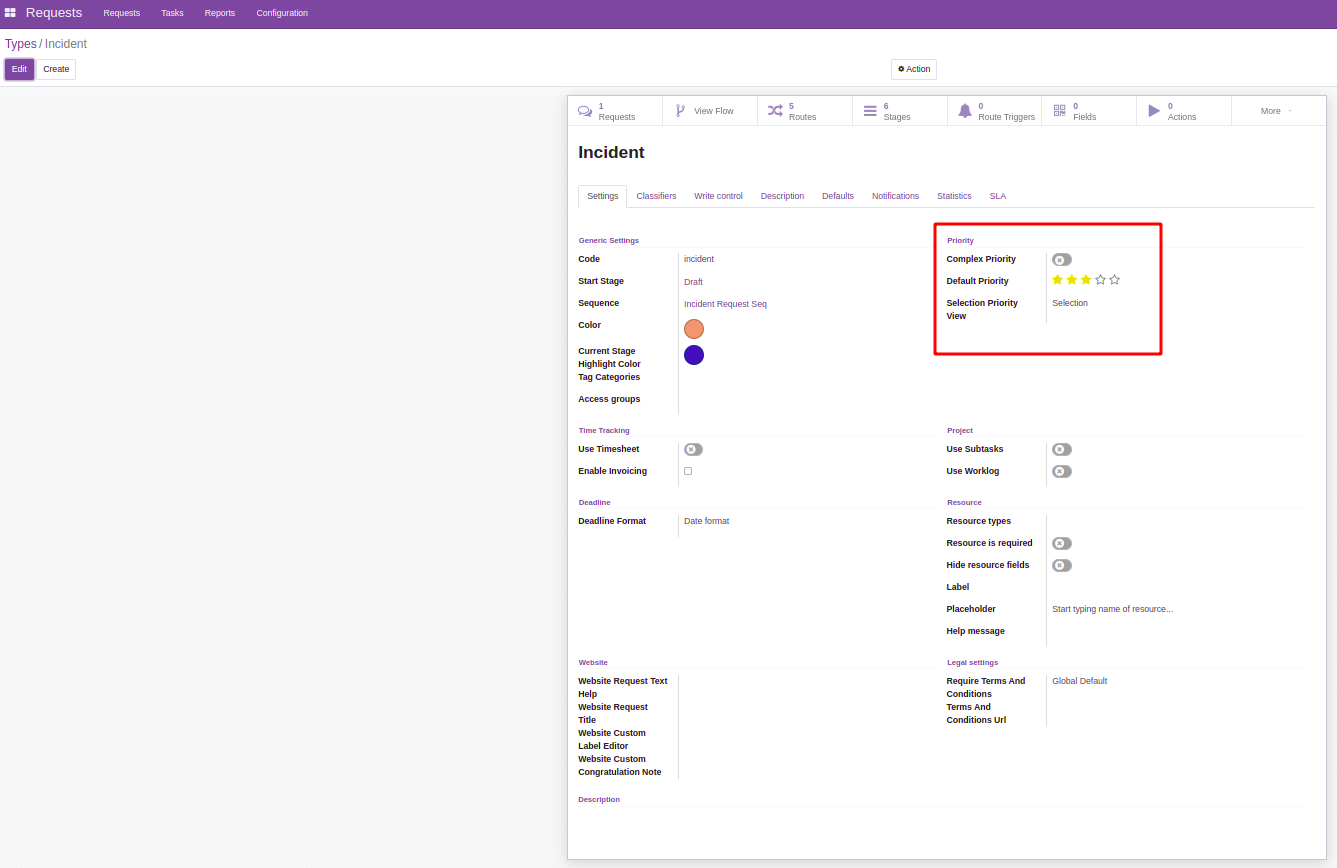 Requests Requests Tasks Reports Configuration
Types / Incident
Edit Create Action
1 Requests
View Flow
5 Routes
6 Stages
0 Route Triggers
0 Fields
0 Actions
More
Incident
Settings Classifiers Write control Description Defaults Notifications Statistics SLA
Generic Settings
Code incident
Start Stage Draft
Sequence Incident Request Seq
Color
Current Stage
Highlight Color
Tag Categories
Access groups
Priority
Complex Priority
Default Priority
Selection Priority Selection
View
Time Tracking
Use Timesheet
Enable Invoicing
Project
Use Subtasks
Use Worklog
Deadline
Deadline Format Date format
Resource
Resource types
Resource is required
Hide resource fields
Label
Placeholder Start typing name of resource...
Help message
Website
Website Request Text
Help
Website Request
Title
Website Custom
Label Editor
Website Custom
Congratulation Note
Legal settings
Require Terms And Global Default
Conditions
Terms And
Conditions Url
Description